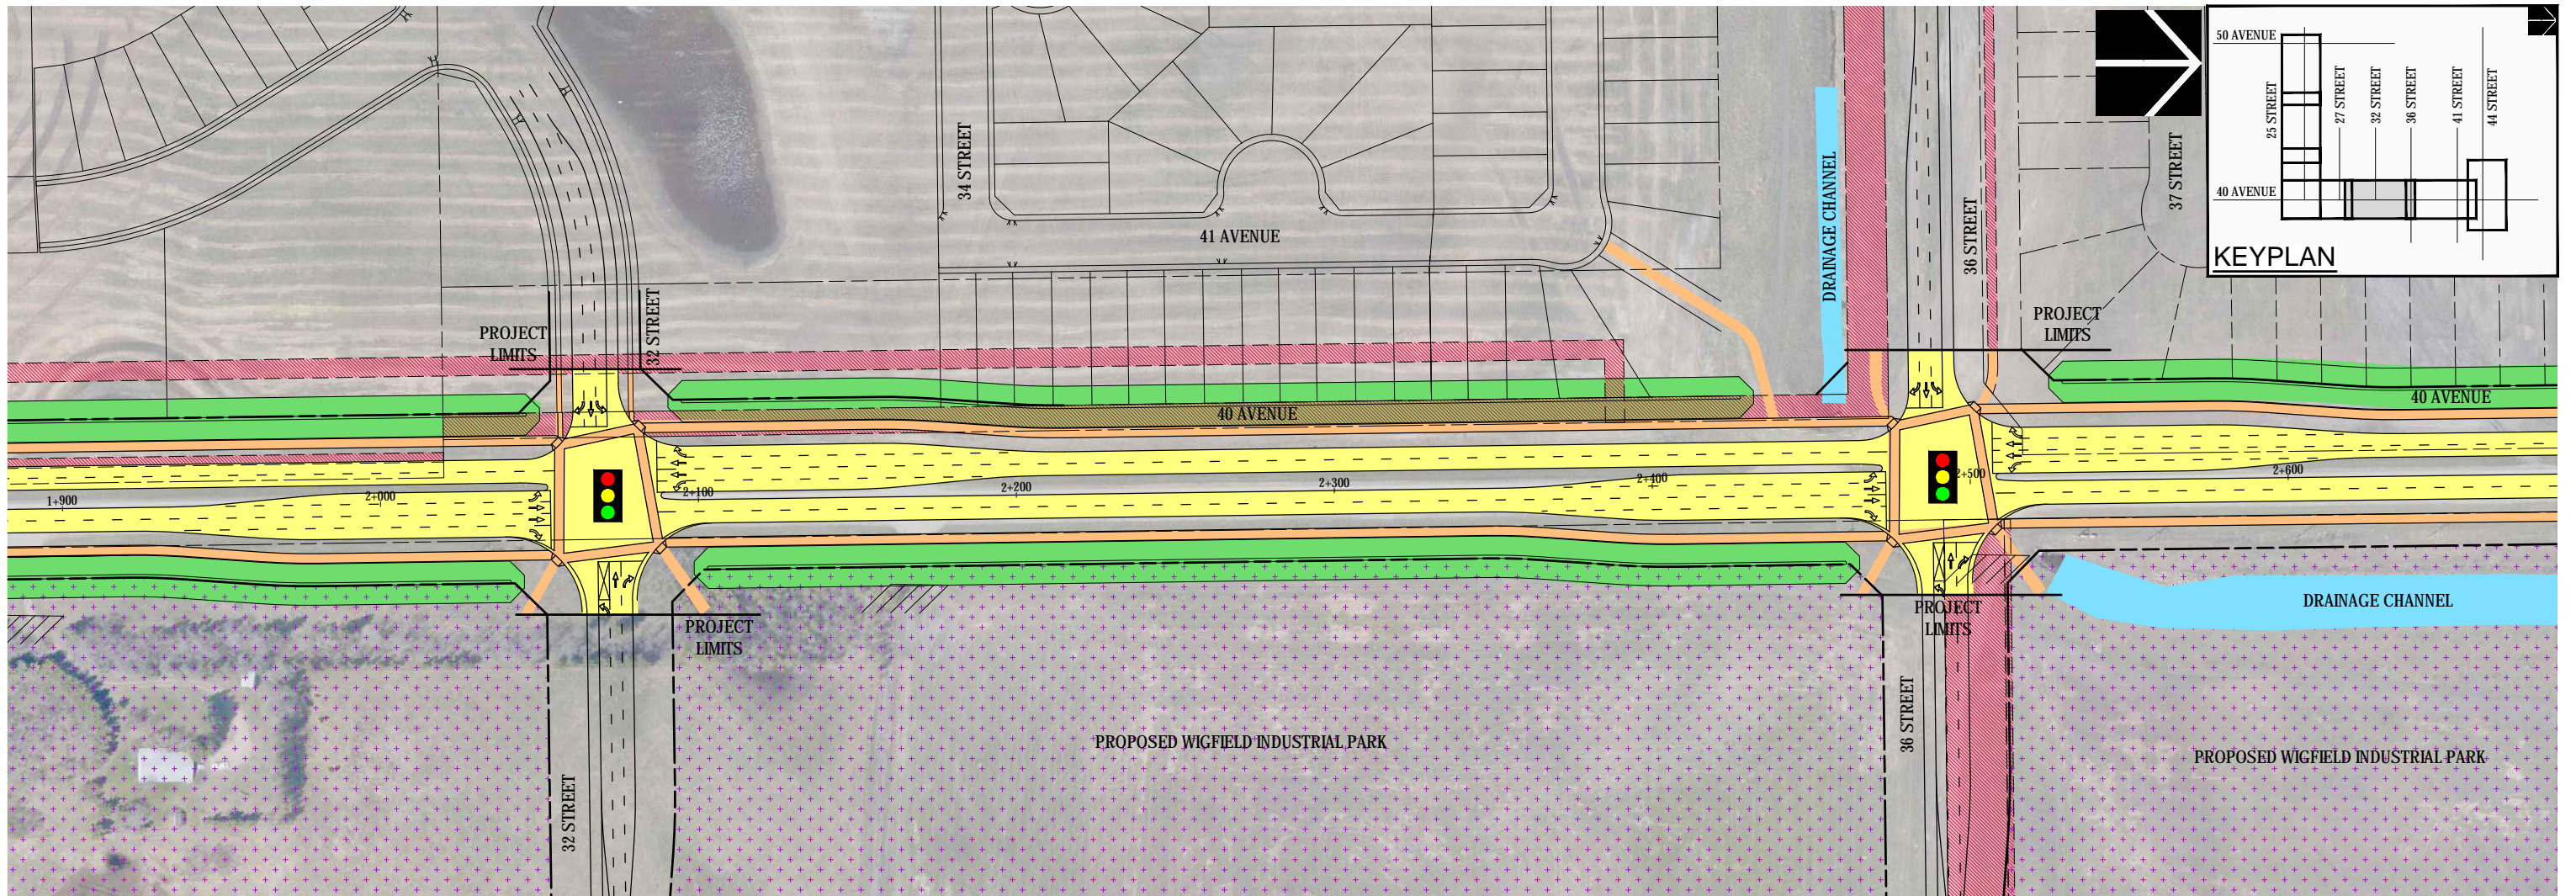 50 AVENUE
25 STREET
27 STREET
32 STREET
36 STREET
41 STREET
44 STREET
40 AVENUE
KEYPLAN
34 STREET
41 AVENUE
DRAINAGE CHANNEL
36 STREET
37 STREET
PROJECT
LIMITS
32 STREET
PROJECT
LIMITS
40 AVENUE
40 AVENUE
1+900
2+000
2+100
2+200
2+300
2+400
2+500
2+600
PROJECT
LIMITS
PROJECT
LIMITS
DRAINAGE CHANNEL
32 STREET
PROPOSED WIGFIELD INDUSTRIAL PARK
36 STREET
PROPOSED WIGFIELD INDUSTRIAL PARK